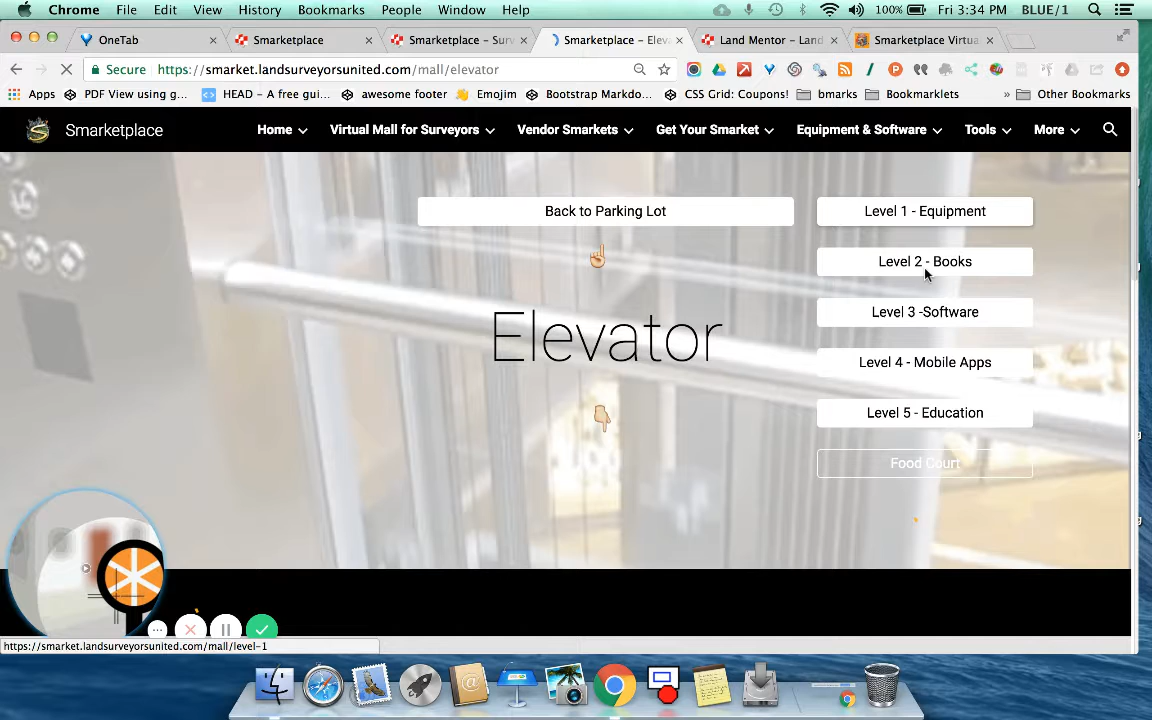 Chrome File Edit View History Bookmarks People Window Help 100% Fri 3:34 PM BLUE/1
OneTab Smarketplace Smarketplace – Surv Smarketplace – Elev Land Mentor – Land Smarketplace Virtua
Secure https://smarket.landsurveyorsunited.com/mall/elevator
Apps PDF View using g... HEAD – A free gui... awesome footer Emojim Bootstrap Markdo... CSS Grid: Coupons! bmarks Bookmarklets » Other Bookmarks
Smarketplace Home Virtual Mall for Surveyors Vendor Smarkets Get Your Smarket Equipment & Software Tools More
Back to Parking Lot
Level 1 - Equipment
Level 2 - Books
Level 3 -Software
Elevator
Level 4 - Mobile Apps
Level 5 - Education
Food Court
https://smarket.landsurveyorsunited.com/mall/level-1